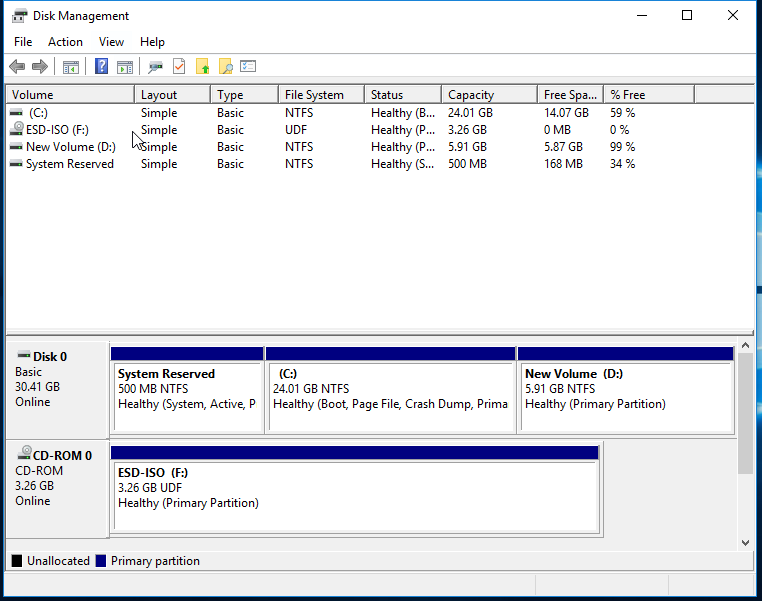 Disk Management
File Action View Help
Volume Layout Type File System Status Capacity Free Spa... % Free
(C:) Simple Basic NTFS Healthy (B... 24.01 GB 14.07 GB 59 %
ESD-ISO (F:) Simple Basic UDF Healthy (P... 3.26 GB 0 MB 0 %
New Volume (D:) Simple Basic NTFS Healthy (P... 5.91 GB 5.87 GB 99 %
System Reserved Simple Basic NTFS Healthy (S... 500 MB 168 MB 34 %
Disk 0
Basic
30.41 GB
Online
System Reserved
500 MB NTFS
Healthy (System, Active, P
(C:)
24.01 GB NTFS
Healthy (Boot, Page File, Crash Dump, Prima
New Volume (D:)
5.91 GB NTFS
Healthy (Primary Partition)
CD-ROM 0
CD-ROM
3.26 GB
Online
ESD-ISO (F:)
3.26 GB UDF
Healthy (Primary Partition)
Unallocated Primary partition